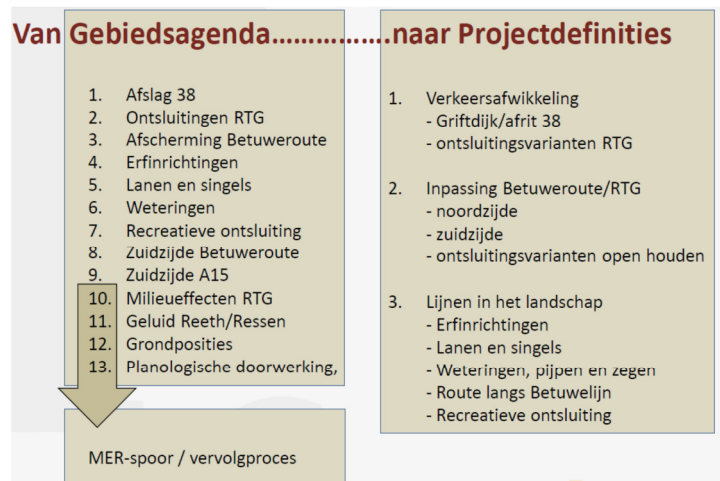 Van Gebiedsagenda................naar Projectdefinities
1. Afslag 38
2. Ontsluitingen RTG
3. Afscherming Betuweroute
4. Erfinrichtingen
5. Lanen en singels
6. Weteringen
7. Recreatieve ontsluiting
8. Zuidzijde Betuweroute
9. Zuidzijde A15
10. Milieueffecten RTG
11. Geluid Reeth/Ressen
12. Grondposities
13. Planologische doorwerking,
MER-spoor / vervolgproces
1. Verkeersafwikkeling
- Griftdijk/afrit 38
- ontsluitingsvarianten RTG
2. Inpassing Betuweroute/RTG
- noordzijde
- zuidzijde
- ontsluitingsvarianten open houden
3. Lijnen in het landschap
- Erfinrichtingen
- Lanen en singels
- Weteringen, pijpen en zegen
- Route langs Betuwelijn
- Recreatieve ontsluiting